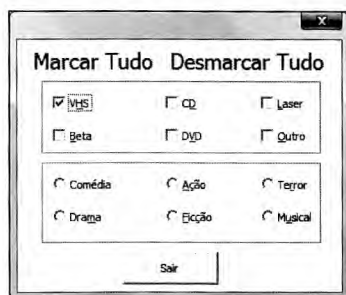 Marcar Tudo Desmarcar Tudo
VHS CD Laser
Beta DVD Outro
Comédia Ação Terror
Drama Ficção Musical
Sair